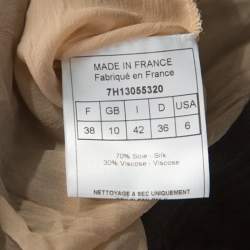 MADE IN FRANCE
Fabriqué en France
7H13055320
F GB I D USA
38 10 42 36 6
70% Soie - Silk
30% Viscose - Viscose
NETTOYAGE A SEC UNIQUEMENT